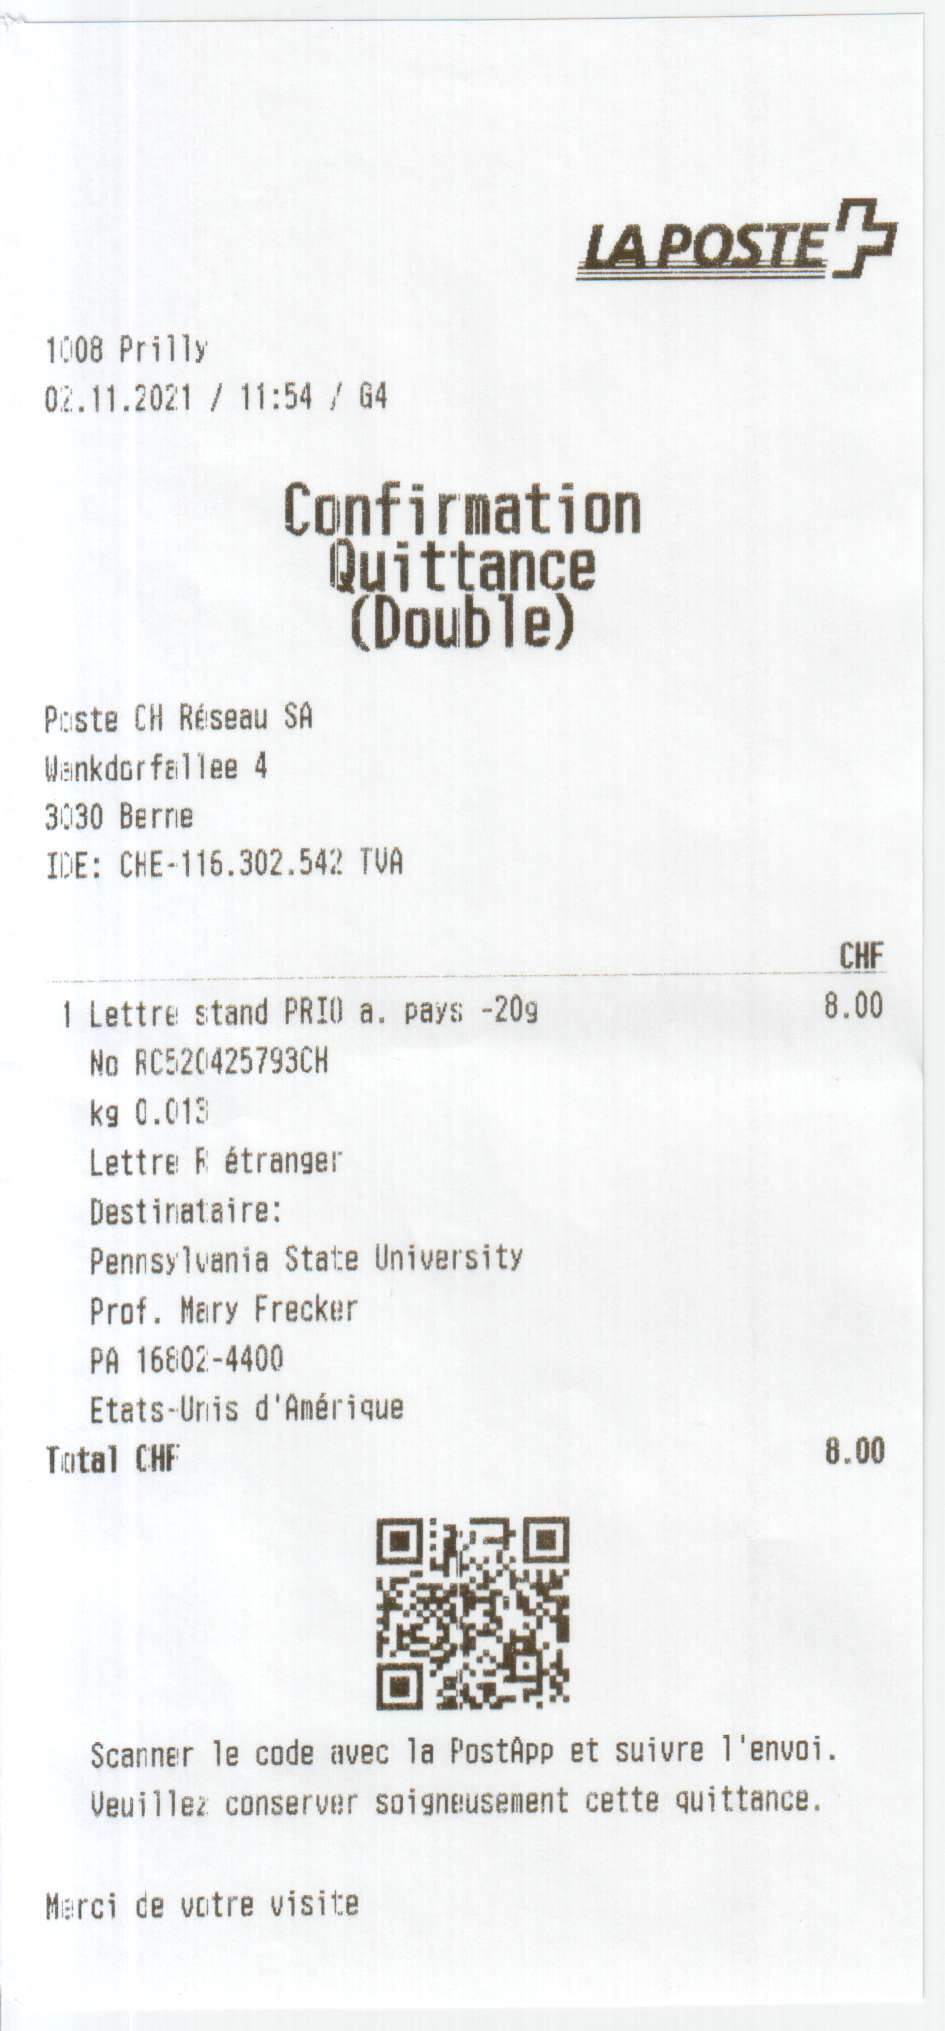 LA POSTE
1008 Prilly
02.11.2021 / 11:54 / G4
Confirmation
Quittance
(Double)
Poste CH Réseau SA
Wankdorfallee 4
3030 Berne
IDE: CHE-116.302.542 TVA
CHF
1 Lettre stand PRIO a. pays -20g 8.00
No RC520425793CH
kg 0.013
Lettre R étranger
Destinataire:
Pennsylvania State University
Prof. Mary Frecker
PA 16802-4400
Etats-Unis d'Amérique
Total CHF 8.00
Scanner le code avec la PostApp et suivre l'envoi.
Veuillez conserver soigneusement cette quittance.
Merci de votre visite